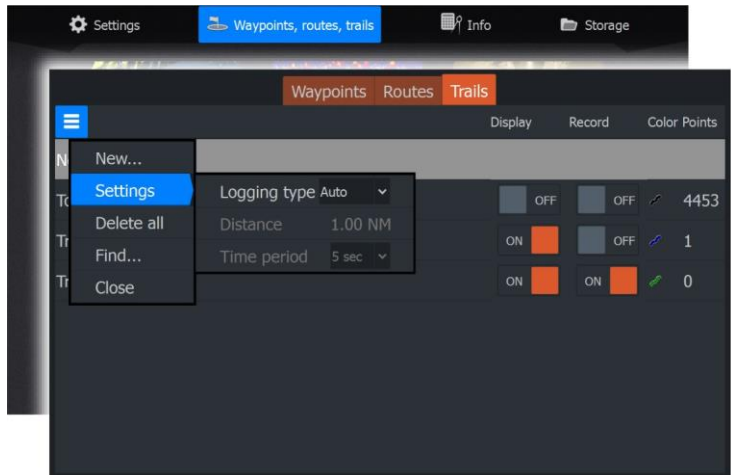 Settings Waypoints, routes, trails Info Storage
Waypoints Routes Trails
Display Record Color Points
New...
Settings Logging type Auto
OFF OFF 4453
Delete all Distance 1.00 NM
ON OFF 1
Find... Time period 5 sec
Close ON ON 0